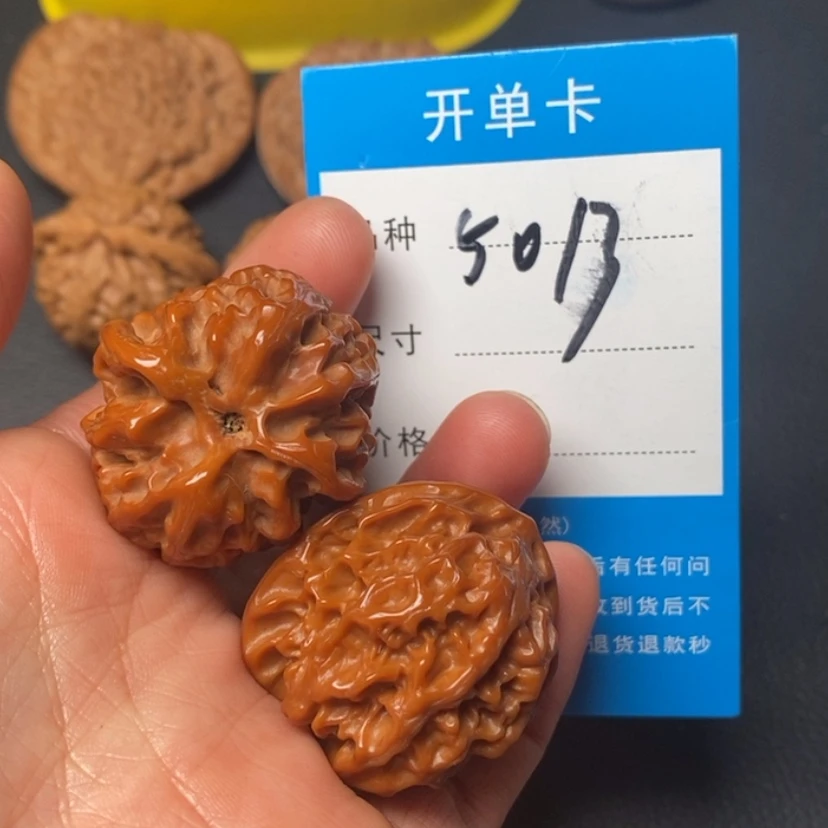 开单卡
品种
5013
尺寸
价格
然)
后有任何问
收到货后不
退货退款秒